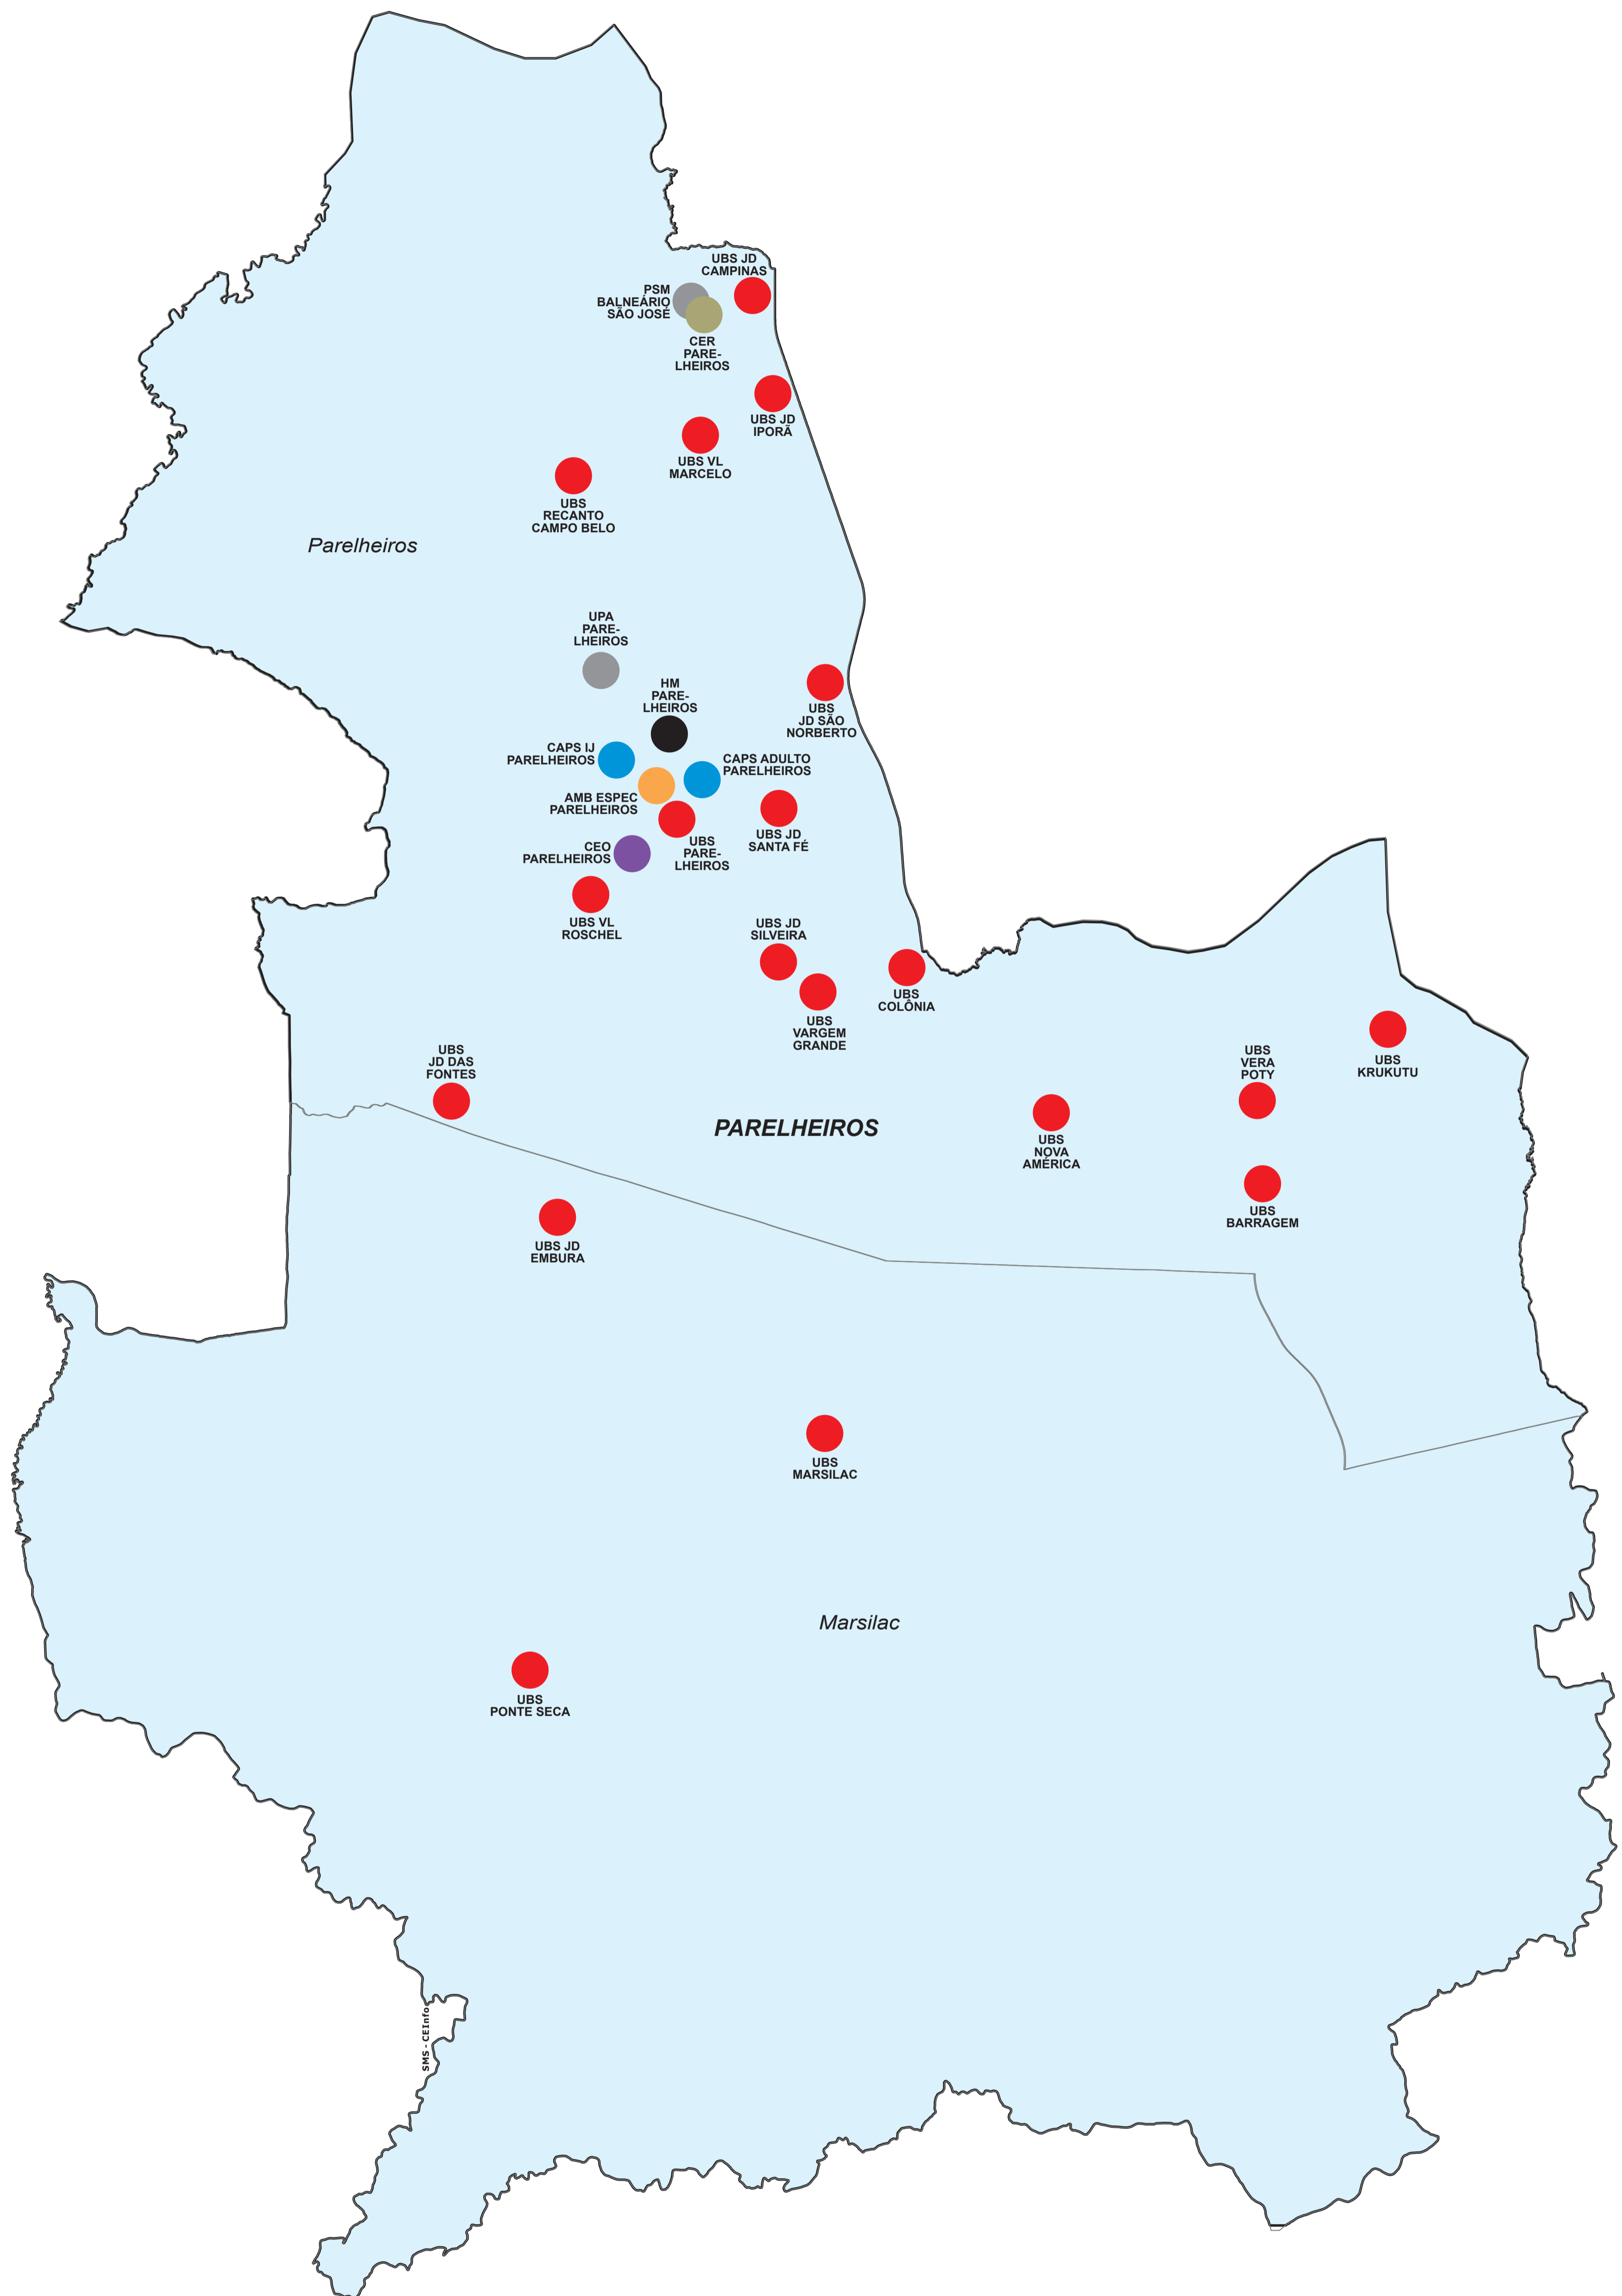 UBS JD
CAMPINAS
PSM
BALNEÁRIO
SÃO JOSÉ
CER
PARE-
LHEIROS
UBS JD
IPORÃ
UBS VL
MARCELO
UBS
RECANTO
CAMPO BELO
Parelheiros
UPA
PARE-
LHEIROS
HM
PARE-
LHEIROS
UBS
JD SÃO
NORBERTO
CAPS IJ
PARELHEIROS
CAPS ADULTO
PARELHEIROS
AMB ESPEC
PARELHEIROS
UBS JD
SANTA FÉ
UBS
PARE-
LHEIROS
CEO
PARELHEIROS
UBS VL
ROSCHEL
UBS JD
SILVEIRA
UBS
COLÔNIA
UBS
VARGEM
GRANDE
UBS
JD DAS
FONTES
UBS
VERA
POTY
UBS
KRUKUTU
PARELHEIROS
UBS
NOVA
AMÉRICA
UBS
BARRAGEM
UBS JD
EMBURA
UBS
MARSILAC
Marsilac
UBS
PONTE SECA
SMS - CEInfo